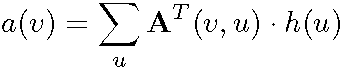 a(υ) = ∑_u 𝐀^T(υ, u) · h(u)